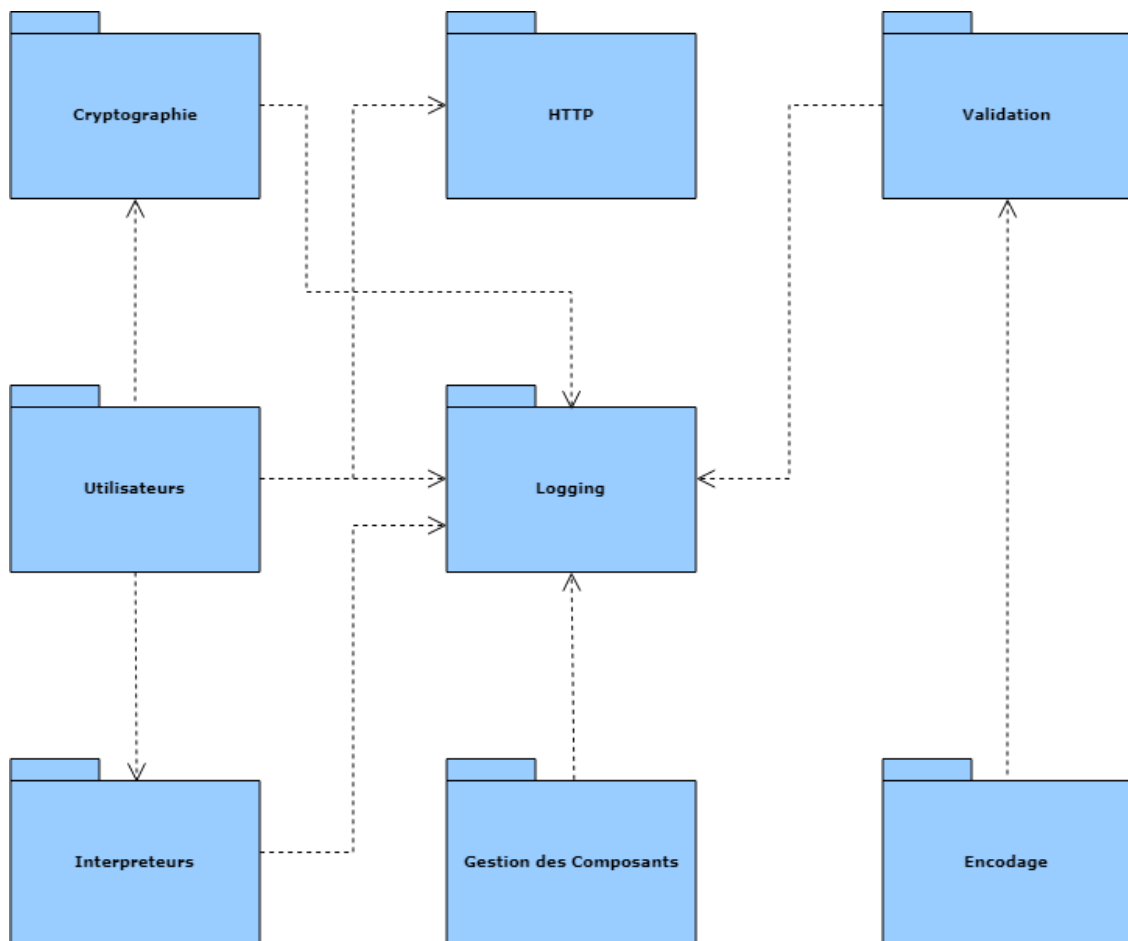 Cryptographie
HTTP
Validation
Utilisateurs
Logging
Interpreteurs
Gestion des Composants
Encodage